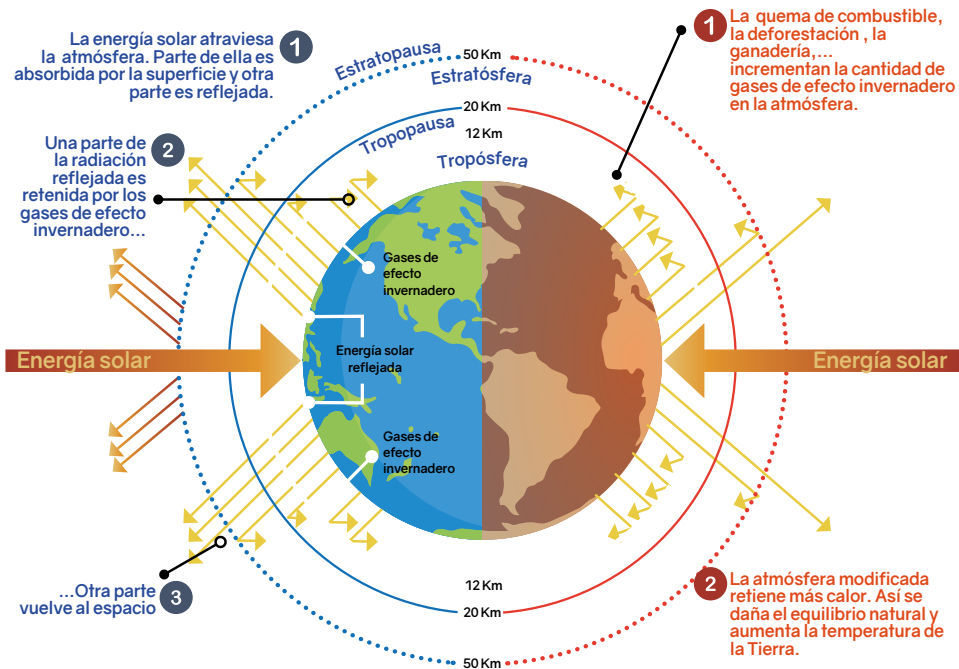 1
La energía solar atraviesa
la atmósfera. Parte de ella es
absorbida por la superficie y otra
parte es reflejada.
2
Una parte de
la radiación
reflejada es
retenida por los
gases de efecto
invernadero...
Estratopausa
50 Km
Estratósfera
20 Km
Tropopausa
12 Km
Tropósfera
1
La quema de combustible,
la deforestación , la
ganadería,...
incrementan la cantidad de
gases de efecto invernadero
en la atmósfera.
Gases de
efecto
invernadero
Energía solar
Energía solar
reflejada
Energía solar
Gases de
efecto
invernadero
...Otra parte
vuelve al espacio
3
12 Km
20 Km
50 Km
2
La atmósfera modificada
retiene más calor. Así se
daña el equilibrio natural y
aumenta la temperatura de
la Tierra.